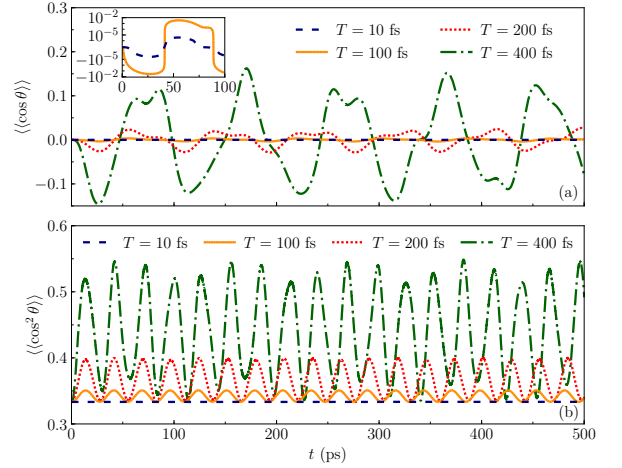 0.3
0.2
0.1
0.0
−0.1
⟨⟨cos θ⟩⟩
10⁻²
10⁻⁵
−10⁻⁵
−10⁻²
0 50 100
T = 10 fs T = 200 fs
T = 100 fs T = 400 fs
(a)
0.6
0.5
0.4
0.3
⟨⟨cos² θ⟩⟩
T = 10 fs T = 100 fs T = 200 fs T = 400 fs
(b)
0 100 200 300 400 500
t (ps)